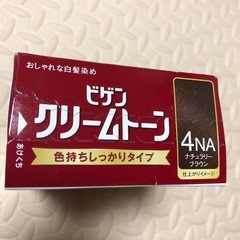 おしゃれな白髪染め
ビゲン
クリームトーン
色持ちしっかりタイプ
4NA
ナチュラリー
ブラウン
仕上がりイメージ
あけくち